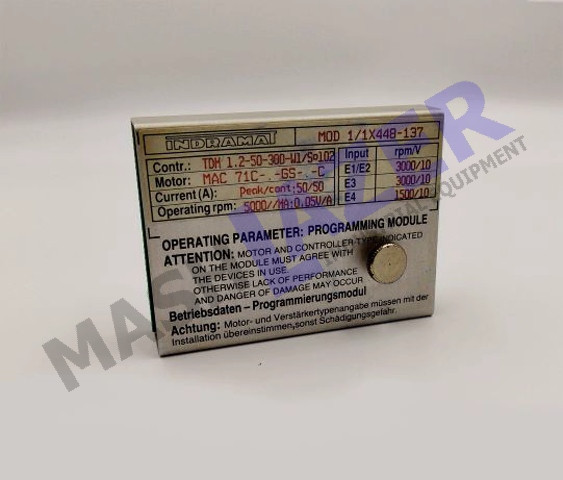 INDRAMAT MOD 1/1X448-137
Contr.: TDM 1.2-50-300-W1/Sp102
Motor: MAC 71C-.-GS-.-C
Current (A): Peak/cont:50/50
Operating rpm: 5000//MA:0.05V/A
Input rpm/V
E1/E2 3000/10
E3 3000/10
E4 1500/10
OPERATING PARAMETER: PROGRAMMING MODULE
ATTENTION: MOTOR AND CONTROLLER-TYPE INDICATED
ON THE MODULE MUST AGREE WITH
THE DEVICES IN USE.
OTHERWISE LACK OF PERFORMANCE
AND DANGER OF DAMAGE MAY OCCUR
Betriebsdaten – Programmierungsmodul
Achtung: Motor- und Verstärkertypenangabe müssen mit der
Installation übereinstimmen,sonst Schädigungsgefahr.
EQUIPMENT